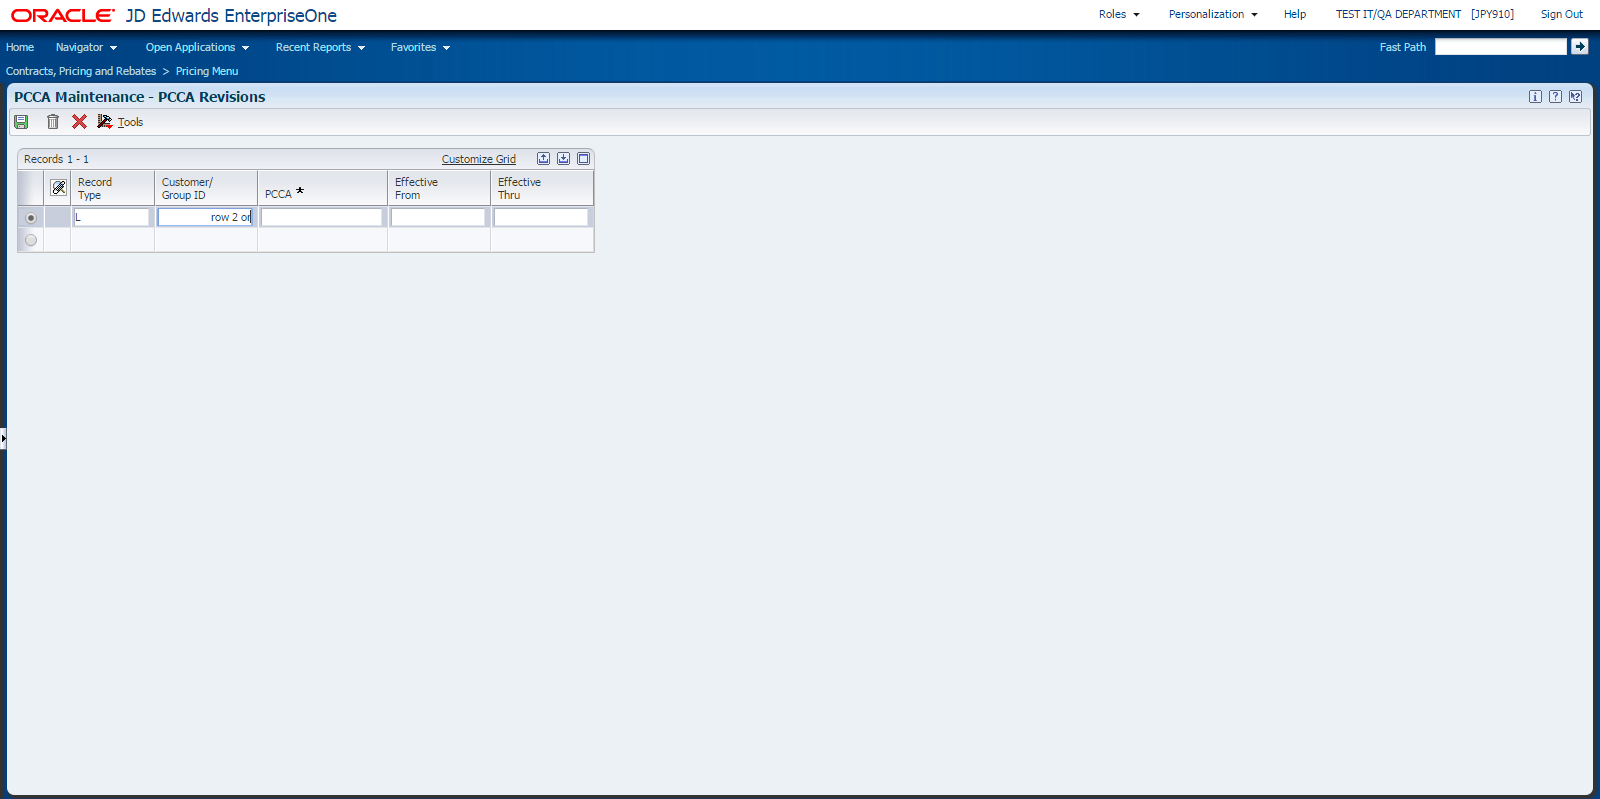 ORACLE JD Edwards EnterpriseOne
Roles Personalization Help TEST IT/QA DEPARTMENT [JPY910] Sign Out
Home Navigator Open Applications Recent Reports Favorites Fast Path
Contracts, Pricing and Rebates > Pricing Menu
PCCA Maintenance - PCCA Revisions
Tools
Records 1 - 1 Customize Grid
Record Type
Customer/ Group ID
PCCA *
Effective From
Effective Thru
L row 2 or